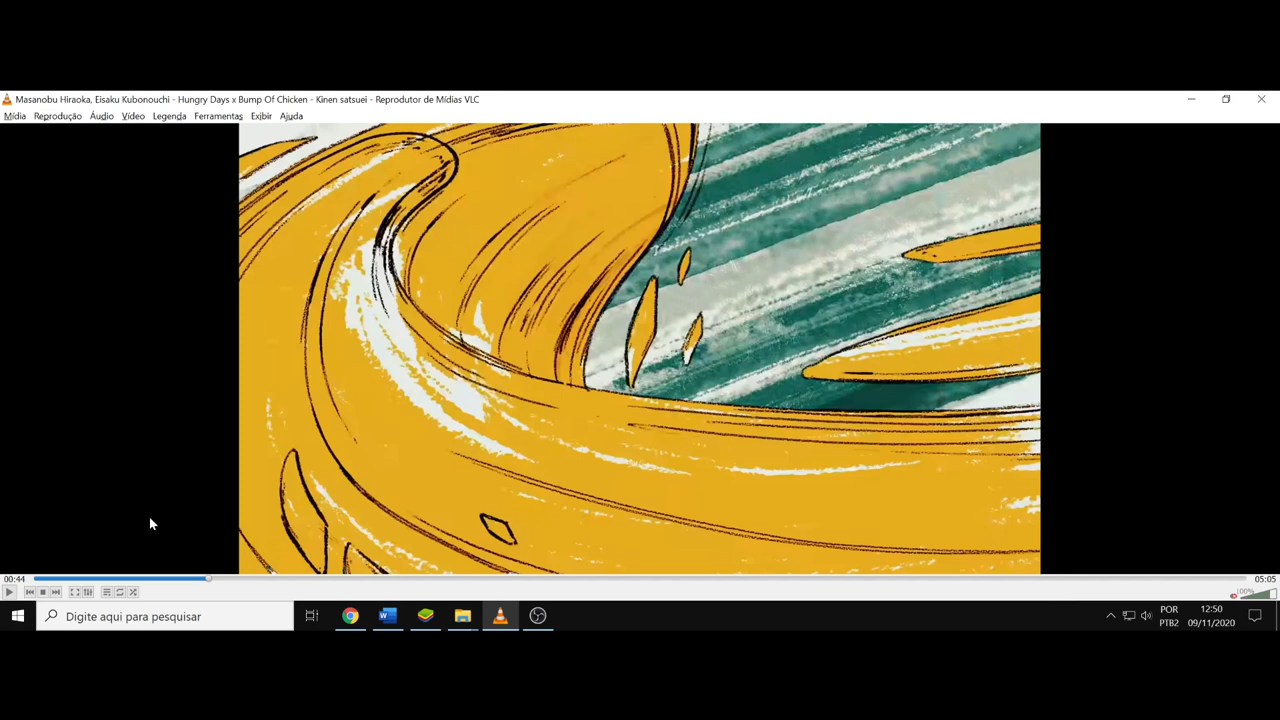 Masanobu Hiraoka, Eisaku Kubonouchi - Hungry Days x Bump Of Chicken - Kinen satsuei - Reprodutor de Mídias VLC
Mídia Reprodução Áudio Vídeo Legenda Ferramentas Exibir Ajuda
00:44 05:05
100%
Digite aqui para pesquisar
POR 12:50
PTB2 09/11/2020